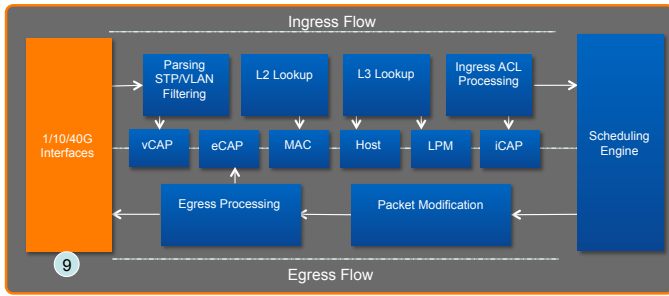 Ingress Flow
Parsing
STP/VLAN
Filtering
L2 Lookup
L3 Lookup
Ingress ACL
Processing
1/10/40G
Interfaces
vCAP
eCAP
MAC
Host
LPM
iCAP
Scheduling
Engine
Egress Processing
Packet Modification
9
Egress Flow